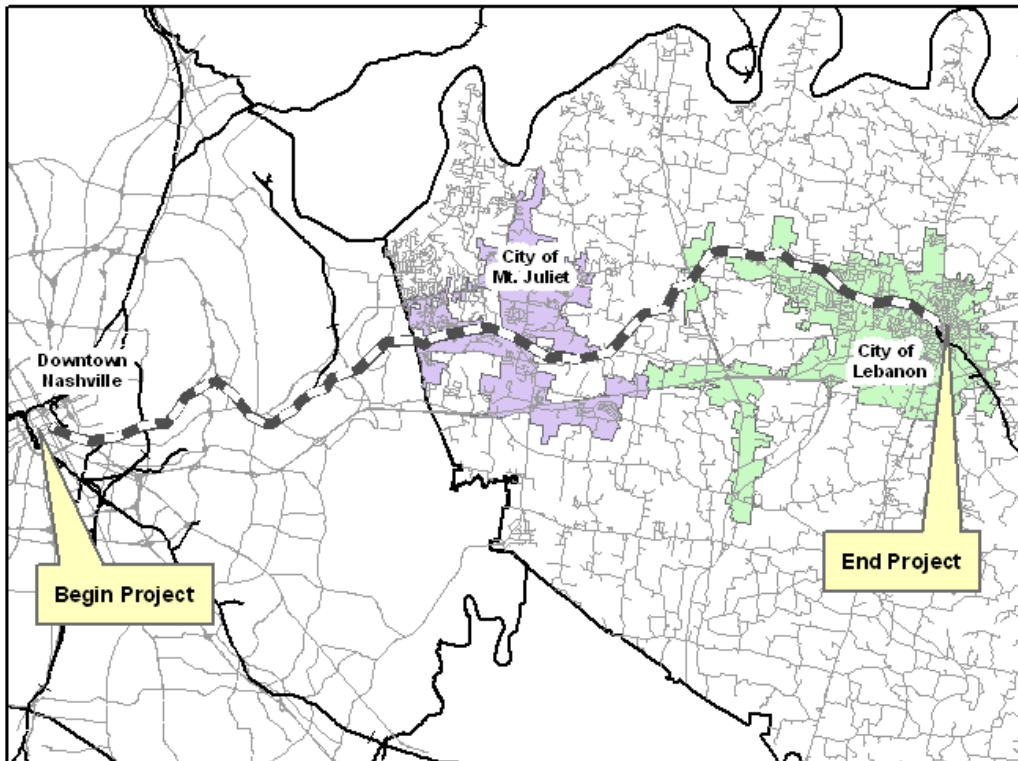 City of
Mt. Juliet
Downtown
Nashville
City of
Lebanon
Begin Project
End Project